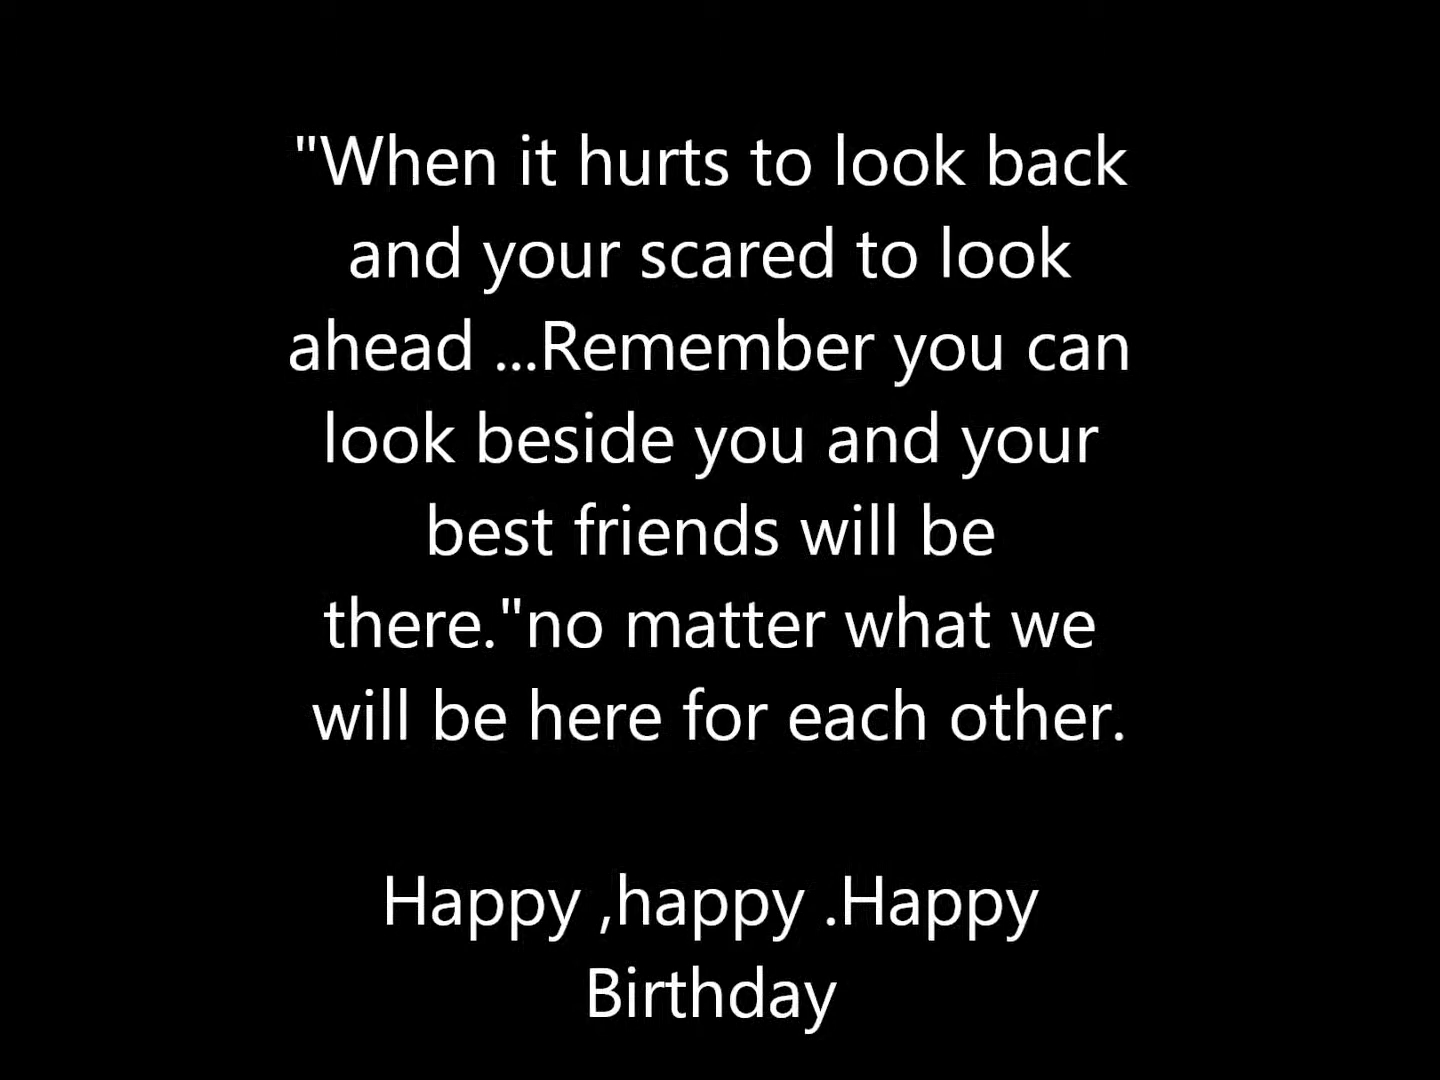 "When it hurts to look back
and your scared to look
ahead ...Remember you can
look beside you and your
best friends will be
there."no matter what we
will be here for each other.
Happy ,happy .Happy
Birthday